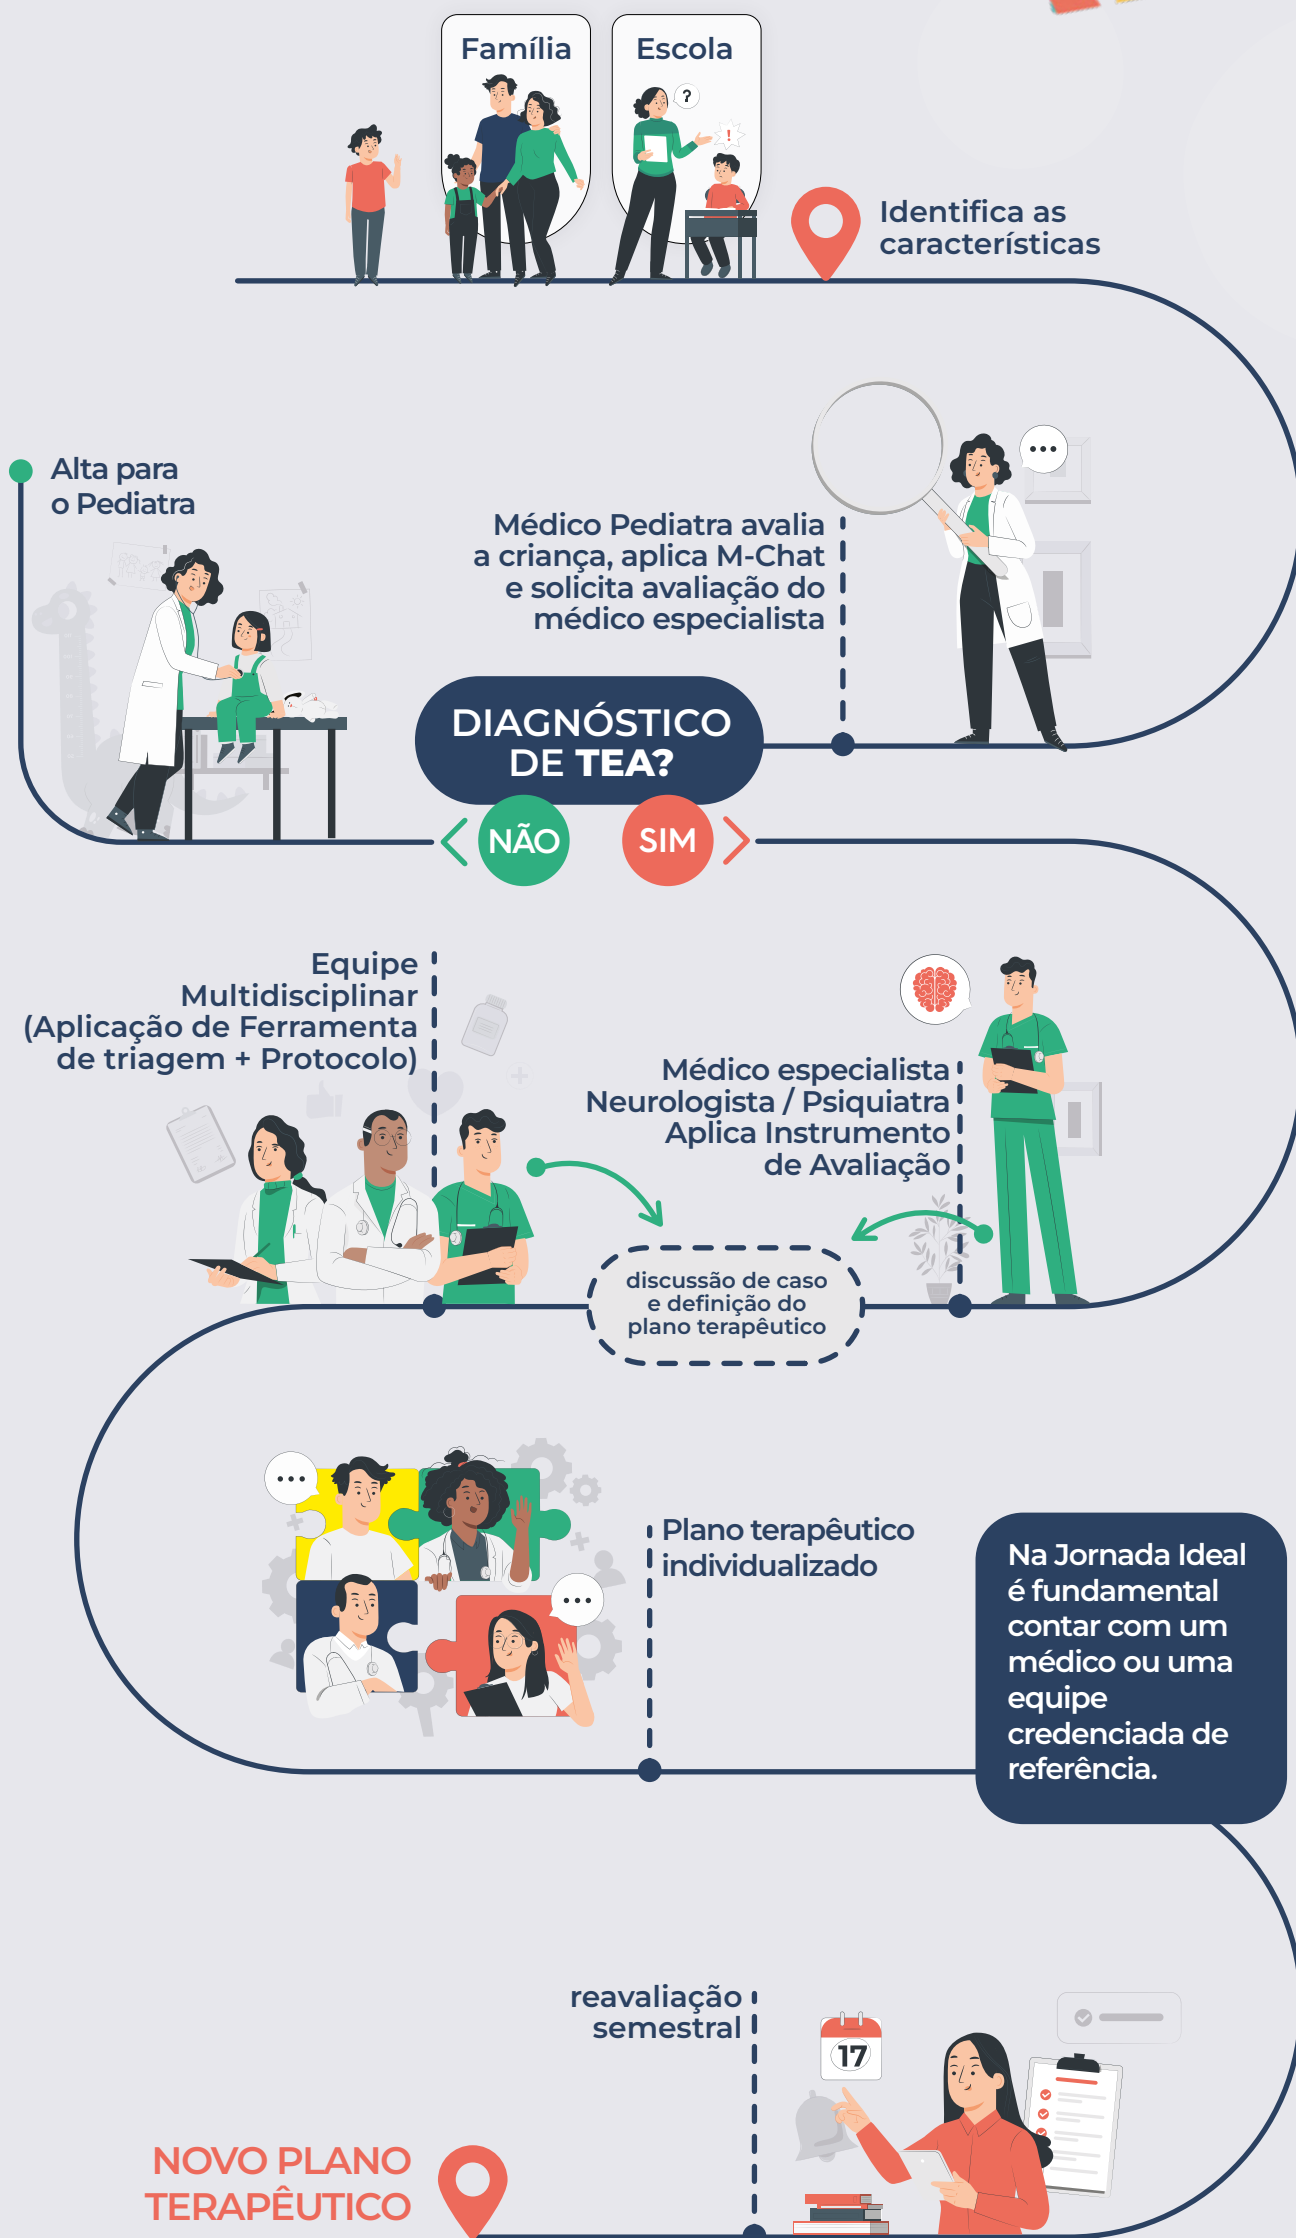 Família
Escola
?
!
Identifica as
características
Médico Pediatra avalia
a criança, aplica M-Chat
e solicita avaliação do
médico especialista
Alta para
o Pediatra
DIAGNÓSTICO
DE TEA?
NÃO
SIM
Equipe
Multidisciplinar
(Aplicação de Ferramenta
de triagem + Protocolo)
Médico especialista
Neurologista / Psiquiatra
Aplica Instrumento
de Avaliação
discussão de caso
e definição do
plano terapêutico
Plano terapêutico
individualizado
Na Jornada Ideal
é fundamental
contar com um
médico ou uma
equipe
credenciada de
referência.
reavaliação
semestral
17
NOVO PLANO
TERAPÊUTICO